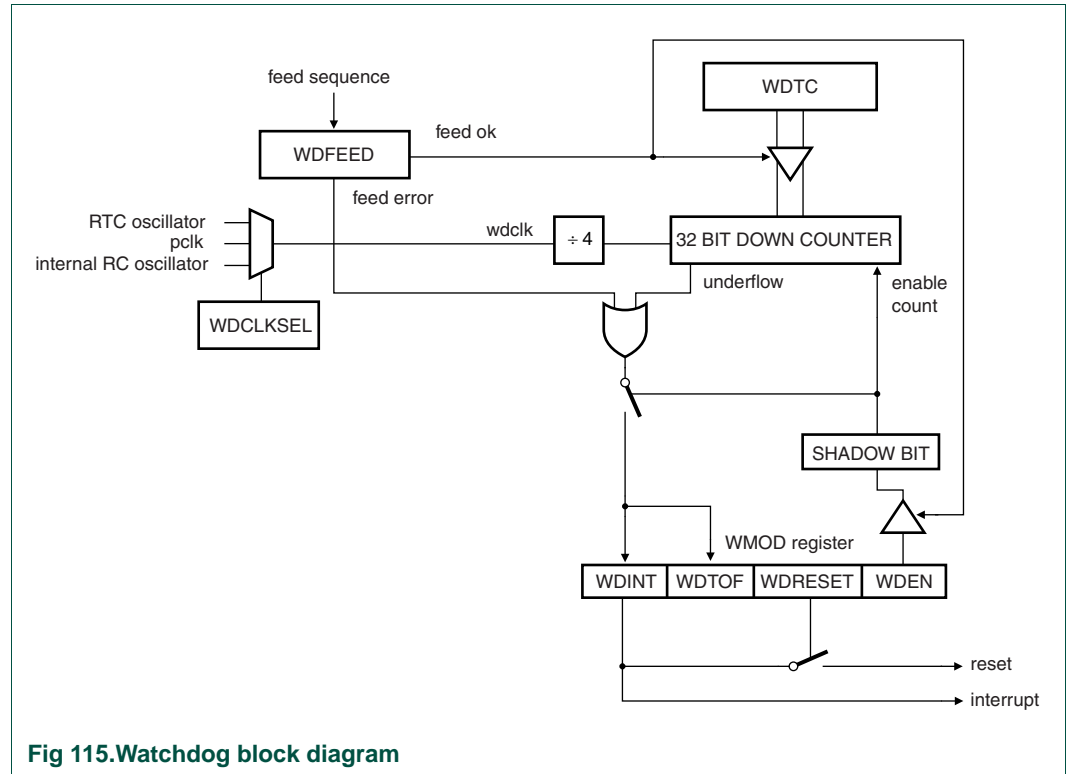 feed sequence
WDTC
feed ok
WDFEED
feed error
RTC oscillator
pclk
internal RC oscillator
wdclk
÷ 4
32 BIT DOWN COUNTER
underflow
enable
count
WDCLKSEL
SHADOW BIT
WMOD register
WDINT WDTOF WDRESET WDEN
reset
interrupt
Fig 115.Watchdog block diagram